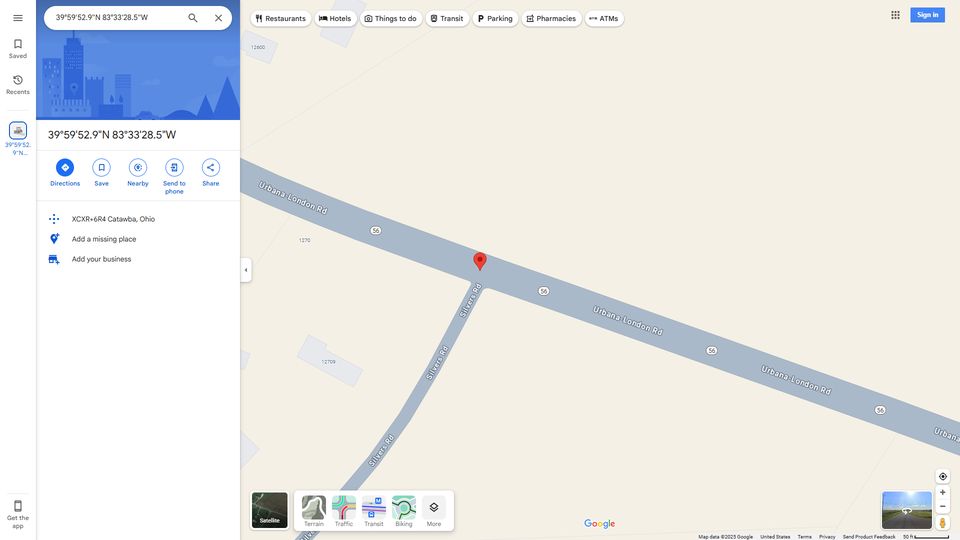 39°59'52.9"N 83°33'28.5"W
Restaurants
Hotels
Things to do
Transit
Parking
Pharmacies
ATMs
Sign in
Saved
Recents
39°59'52.
9"N...
39°59'52.9"N 83°33'28.5"W
Directions
Save
Nearby
Send to
phone
Share
XCXR+6R4 Catawba, Ohio
Add a missing place
Add your business
Get the
app
12600
Urbana-London Rd
56
1270
Silvers Rd
56
Urbana-London Rd
12709
Silvers Rd
56
Urbana-London Rd
56
Urbana-
Silvers Rd
Satellite
Terrain
Traffic
Transit
Biking
More
Google
Map data ©2025 Google
United States
Terms
Privacy
Send Product Feedback
50 ft